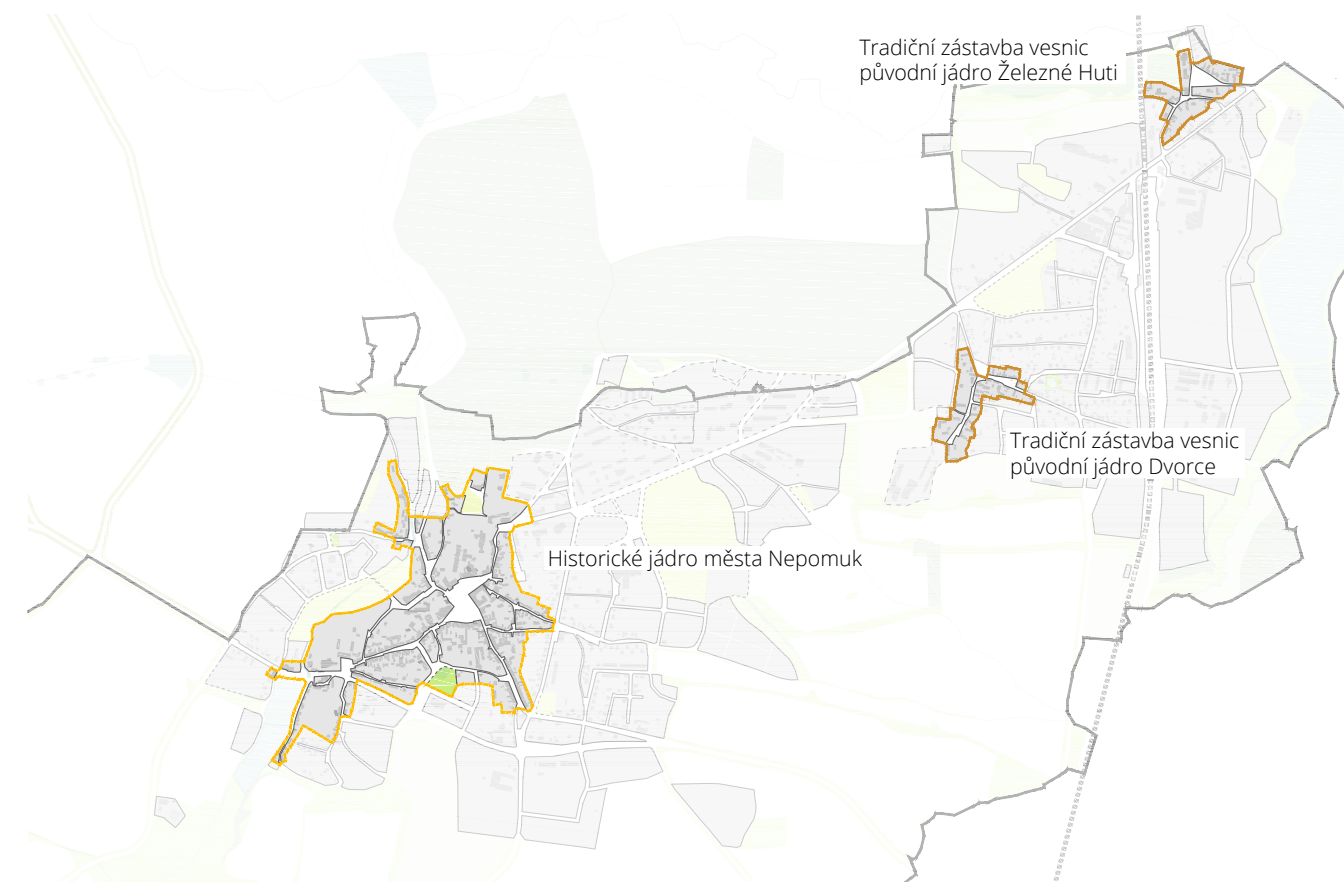 Tradiční zástavba vesnic
původní jádro Železné Huti
Tradiční zástavba vesnic
původní jádro Dvorce
Historické jádro města Nepomuk